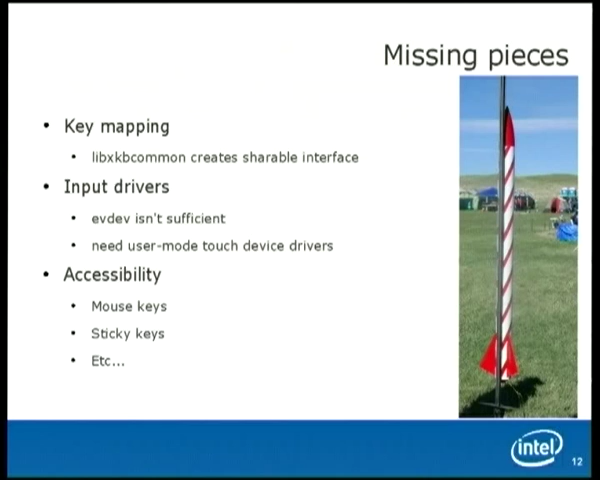 Missing pieces
• Key mapping
• libxkbcommon creates sharable interface
• Input drivers
• evdev isn't sufficient
• need user-mode touch device drivers
• Accessibility
• Mouse keys
• Sticky keys
• Etc...
intel
12